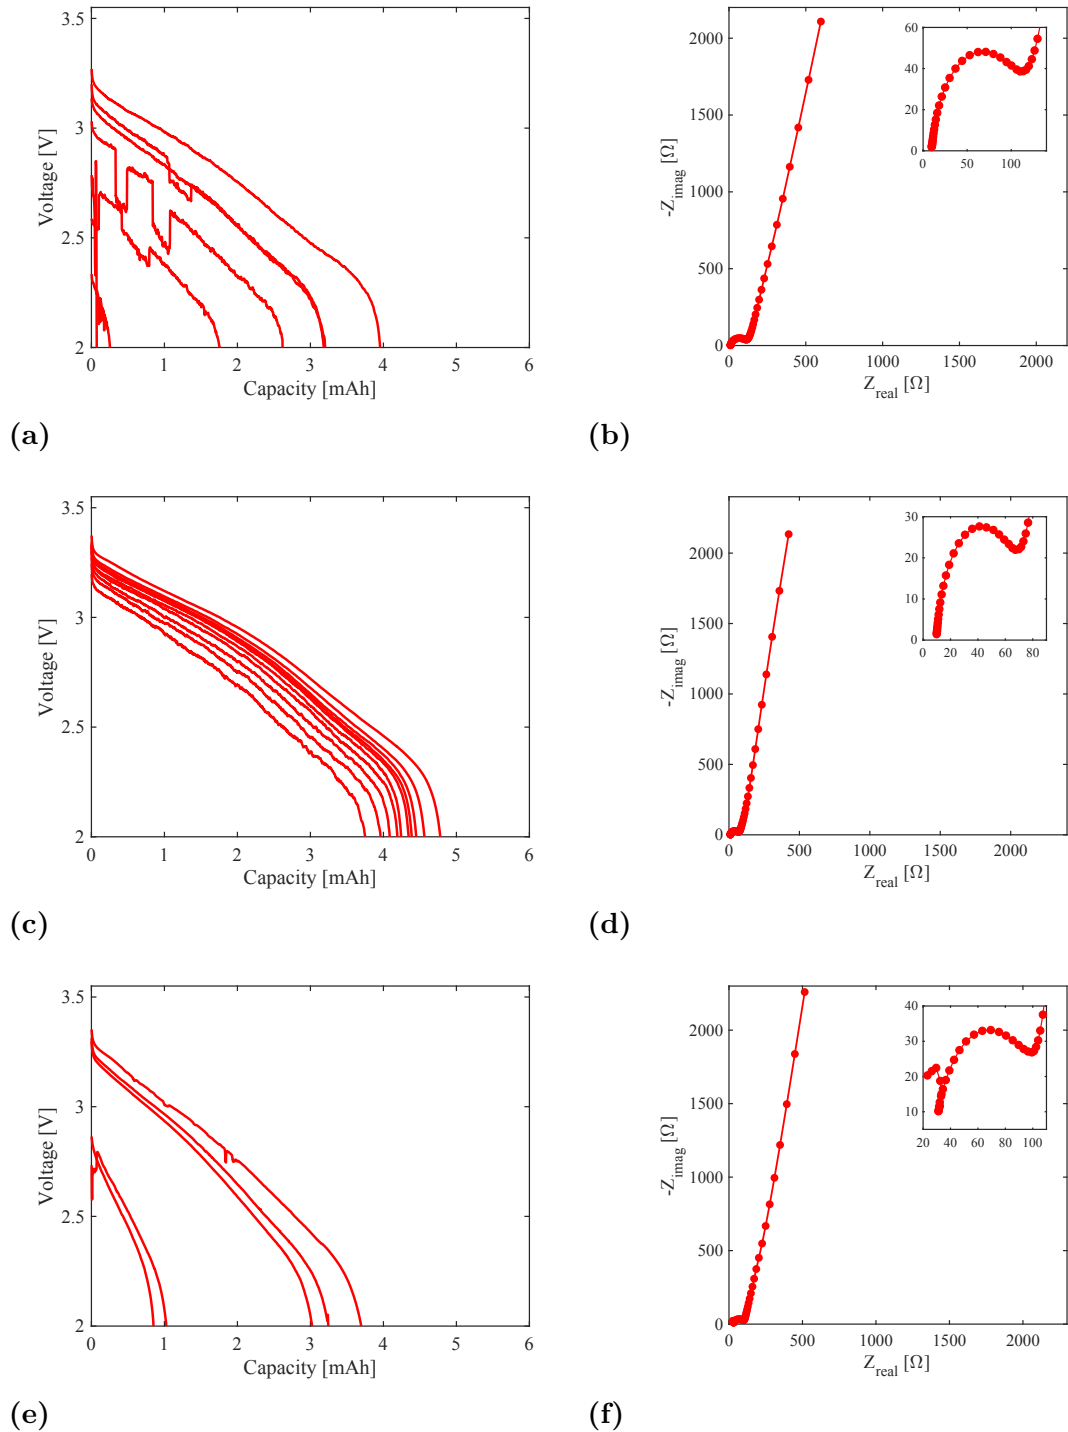 3.5
3
2.5
2
Voltage [V]
0 1 2 3 4 5 6
Capacity [mAh]
(a)
2000
1500
1000
500
0
-Z_imag [Ω]
0 500 1000 1500 2000
Z_real [Ω]
60
40
20
0
50 100
(b)
3.5
3
2.5
2
Voltage [V]
0 1 2 3 4 5 6
Capacity [mAh]
(c)
2000
1500
1000
500
0
-Z_imag [Ω]
0 500 1000 1500 2000
Z_real [Ω]
30
20
10
0
0 20 40 60 80
(d)
3.5
3
2.5
2
Voltage [V]
0 1 2 3 4 5 6
Capacity [mAh]
(e)
2000
1500
1000
500
0
-Z_imag [Ω]
0 500 1000 1500 2000
Z_real [Ω]
40
30
20
10
20 40 60 80 100
(f)